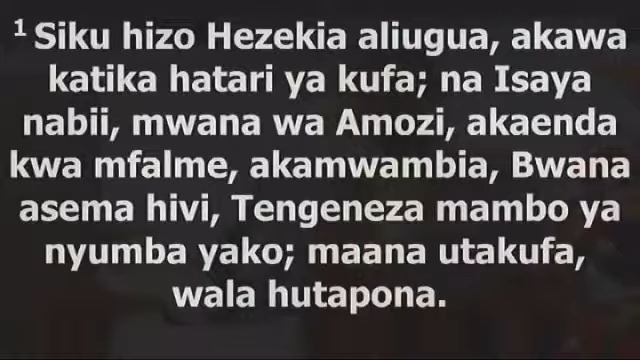 1 Siku hizo Hezekia aliugua, akawa
katika hatari ya kufa; na Isaya
nabii, mwana wa Amozi, akaenda
kwa mfalme, akamwambia, Bwana
asema hivi, Tengeneza mambo ya
nyumba yako; maana utakufa,
wala hutapona.